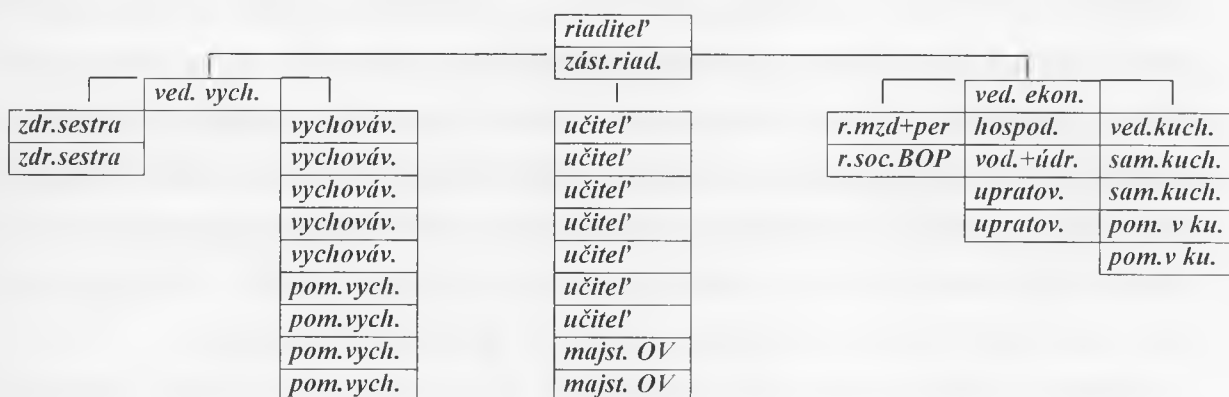 riaditeľ
zást.riad.
ved. vych.
zdr.sestra
zdr.sestra
vychováv.
vychováv.
vychováv.
vychováv.
vychováv.
pom.vych.
pom.vych.
pom.vych.
pom.vych.
učiteľ
učiteľ
učiteľ
učiteľ
učiteľ
učiteľ
učiteľ
majst. OV
majst. OV
ved. ekon.
r.mzd+per
r.soc.BOP
hospod.
vod.+údr.
upratov.
upratov.
ved.kuch.
sam.kuch.
sam.kuch.
pom. v ku.
pom.v ku.